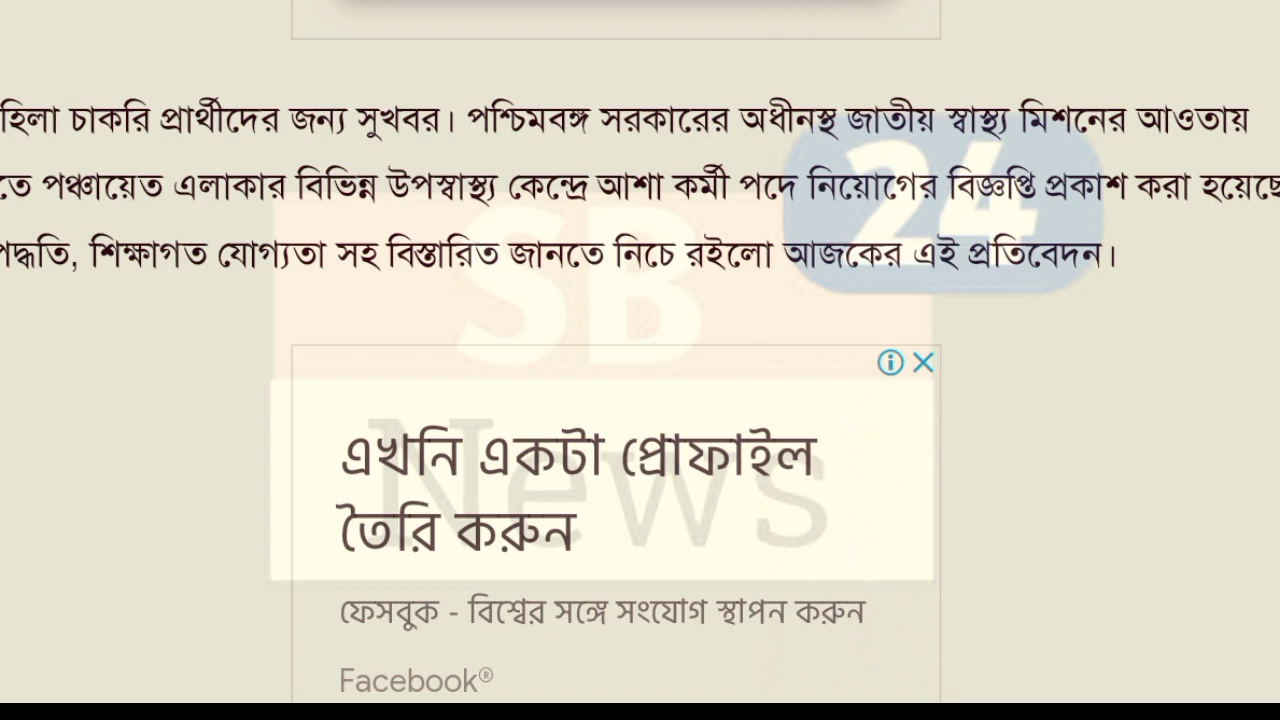 হিলা চাকরি প্রার্থীদের জন্য সুখবর। পশ্চিমবঙ্গ সরকারের অধীনস্থ জাতীয় স্বাস্থ্য মিশনের আওতায়
তে পঞ্চায়েত এলাকার বিভিন্ন উপস্বাস্থ্য কেন্দ্রে আশা কর্মী পদে নিয়োগের বিজ্ঞপ্তি প্রকাশ করা হয়েছে
পদ্ধতি, শিক্ষাগত যোগ্যতা সহ বিস্তারিত জানতে নিচে রইলো আজকের এই প্রতিবেদন।
24
SB
News
এখনি একটা প্রোফাইল
তৈরি করুন
ফেসবুক - বিশ্বের সঙ্গে সংযোগ স্থাপন করুন
Facebook®